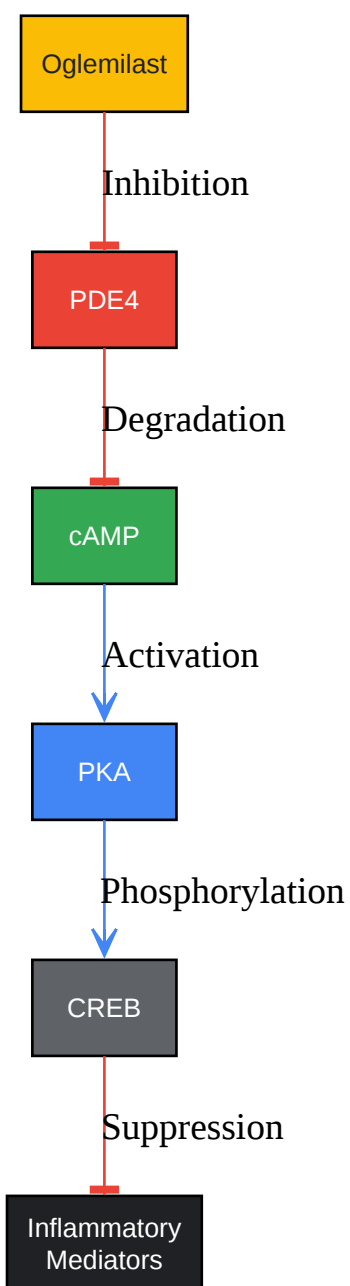 Oglemilast
Inhibition
PDE4
Degradation
cAMP
Activation
PKA
Phosphorylation
CREB
Suppression
Inflammatory
Mediators